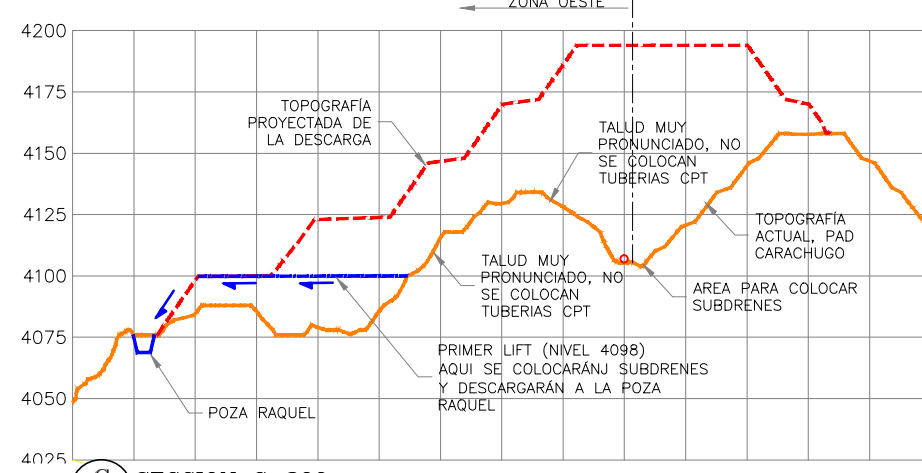 ZONA OESTE
4200
4175
4150
4125
4100
4075
4050
4025
TOPOGRAFÍA
PROYECTADA DE
LA DESCARGA
TALUD MUY
PRONUNCIADO, NO
SE COLOCAN
TUBERIAS CPT
TOPOGRAFÍA
ACTUAL, PAD
CARACHUGO
TALUD MUY
PRONUNCIADO, NO
SE COLOCAN
TUBERIAS CPT
AREA PARA COLOCAR
SUBDRENES
PRIMER LIFT (NIVEL 4098)
AQUI SE COLOCARÁNJ SUBDRENES
Y DESCARGARÁN A LA POZA
RAQUEL
POZA RAQUEL